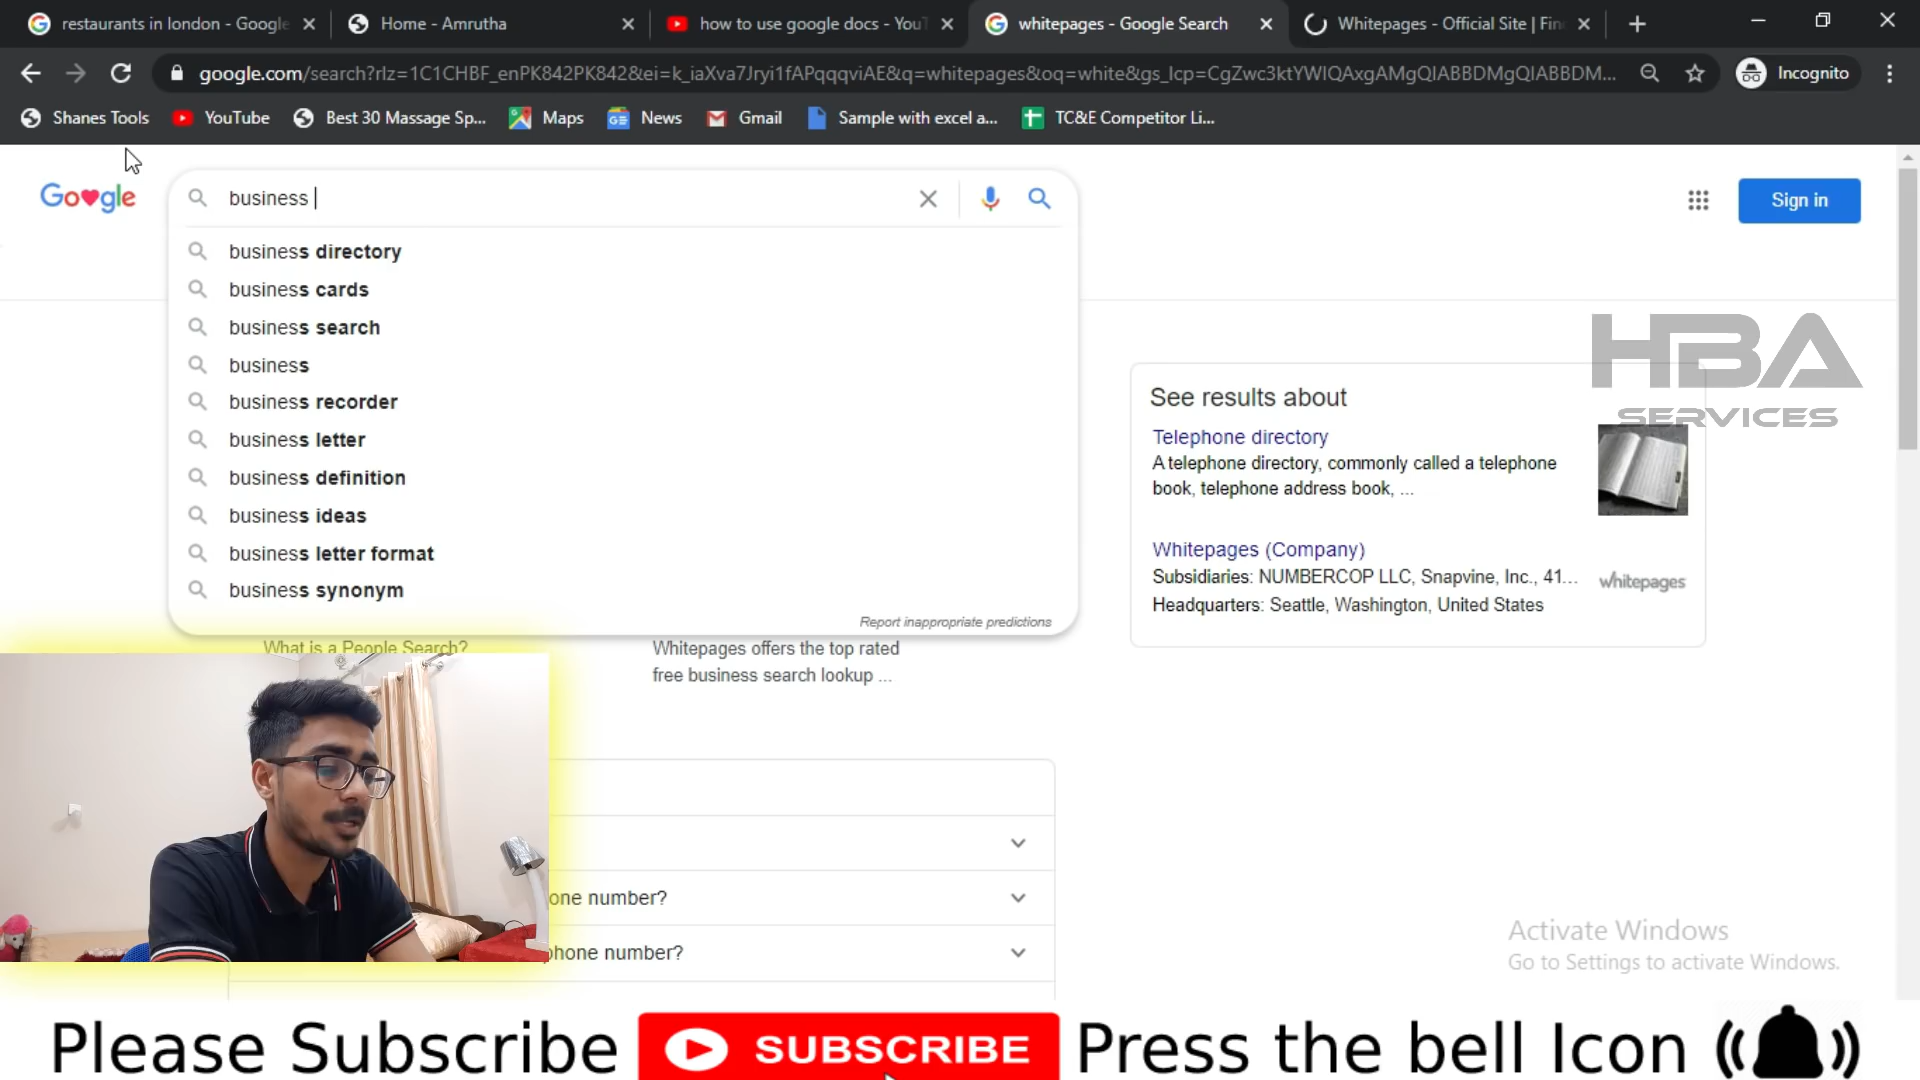 restaurants in london - Google
Home - Amrutha
how to use google docs - YouT
whitepages - Google Search
Whitepages - Official Site | Fin
google.com/search?rlz=1C1CHBF_enPK842PK842&ei=k_iaXva7Jryi1fAPqqqviAE&q=whitepages&oq=white&gs_lcp=CgZwc3ktYWIQAxgAMgQIABBDMgQIABBDM...
Incognito
Shanes Tools
YouTube
Best 30 Massage Sp...
Maps
News
Gmail
Sample with excel a...
TC&E Competitor Li...
Google
business
Sign in
business directory
business cards
business search
business
business recorder
business letter
business definition
business ideas
business letter format
business synonym
Report inappropriate predictions
HBA
SERVICES
See results about
Telephone directory
A telephone directory, commonly called a telephone
book, telephone address book, ...
Whitepages (Company)
Subsidiaries: NUMBERCOP LLC, Snapvine, Inc., 41...
Headquarters: Seattle, Washington, United States
whitepages
What is a People Search?
Whitepages offers the top rated
free business search lookup ...
one number?
phone number?
Activate Windows
Go to Settings to activate Windows.
Please Subscribe SUBSCRIBE Press the bell Icon